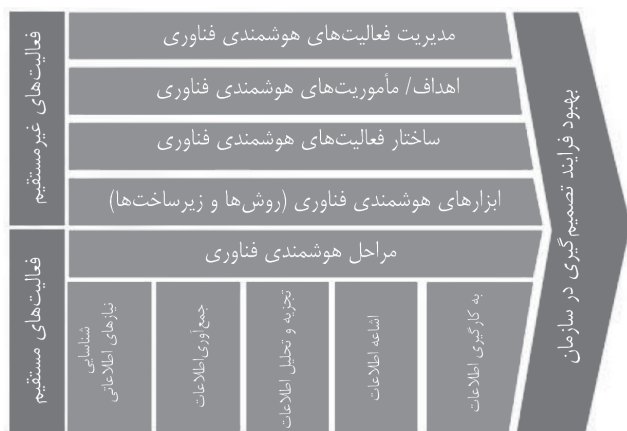 فعالیت‌های غیرمستقیم
مدیریت فعالیت‌های هوشمندی فناوری
اهداف/ مأموریت‌های هوشمندی فناوری
ساختار فعالیت‌های هوشمندی فناوری
ابزارهای هوشمندی فناوری (روش‌ها و زیرساخت‌ها)
فعالیت‌های مستقیم
مراحل هوشمندی فناوری
شناسایی
نیازهای اطلاعاتی
جمع‌آوری اطلاعات
تجزیه و تحلیل اطلاعات
اشاعه اطلاعات
به کارگیری اطلاعات
بهبود فرایند تصمیم‌گیری در سازمان